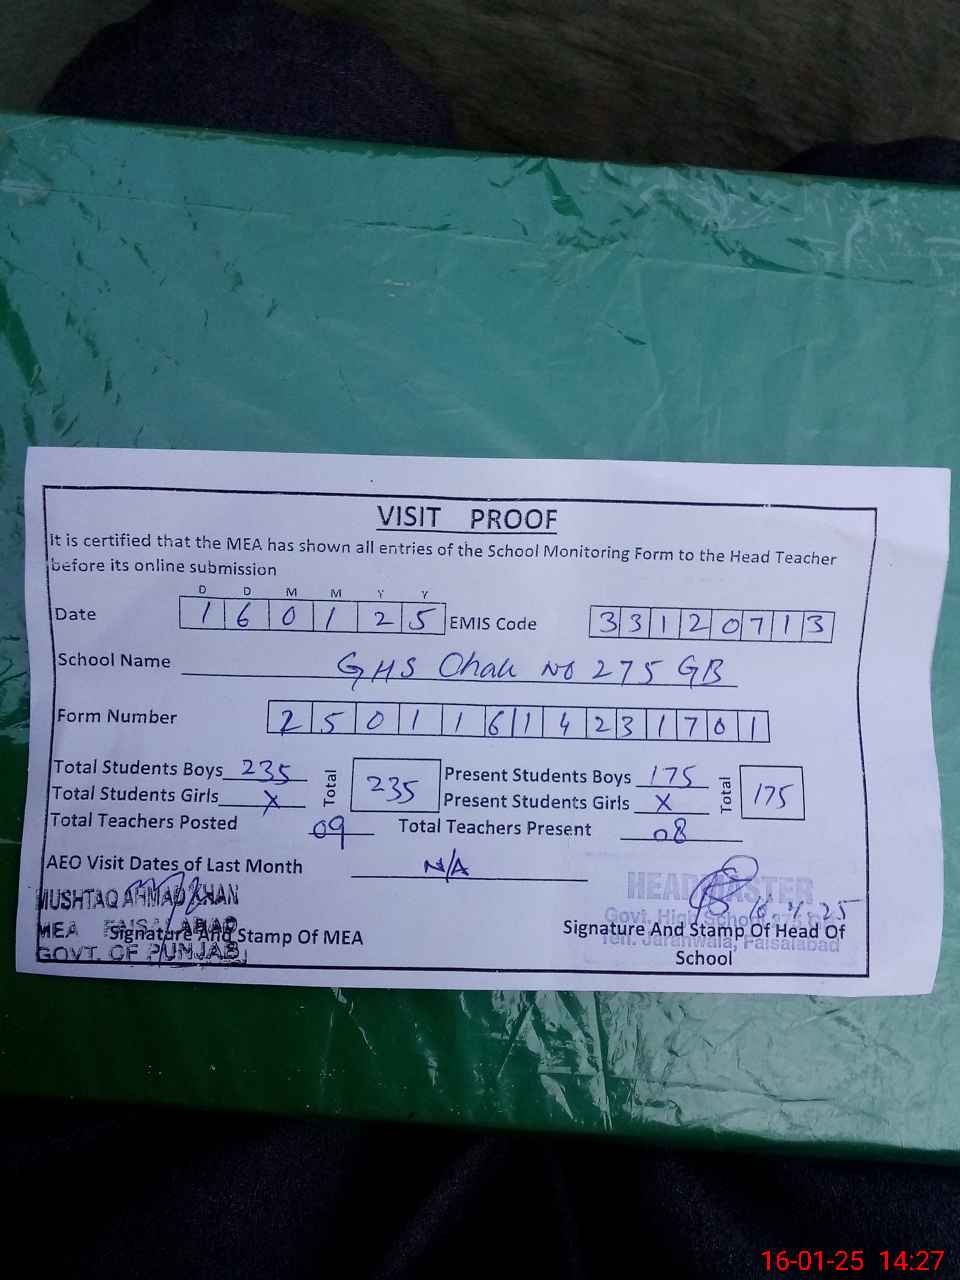 VISIT PROOF
It is certified that the MEA has shown all entries of the School Monitoring Form to the Head Teacher
before its online submission
D D M M Y Y
Date 1 6 0 1 2 5 EMIS Code 3 3 1 2 0 7 1 3
School Name GHS Chak No 275 GB
Form Number 2 5 0 1 1 6 1 4 2 3 1 7 0 1
Total Students Boys 235 Total 235 Present Students Boys 175 Total 175
Total Students Girls X Present Students Girls X
Total Teachers Posted 09 Total Teachers Present 08
AEO Visit Dates of Last Month N/A
MUSHTAQ AHMAD KHAN
MEA FAISALABAD
GOVT. OF PUNJAB
Signature And Stamp Of MEA
HEADMASTER
Govt. High School 275
Teh. Jaranwala, Faisalabad
Signature And Stamp Of Head Of
School
16-01-25 14:27